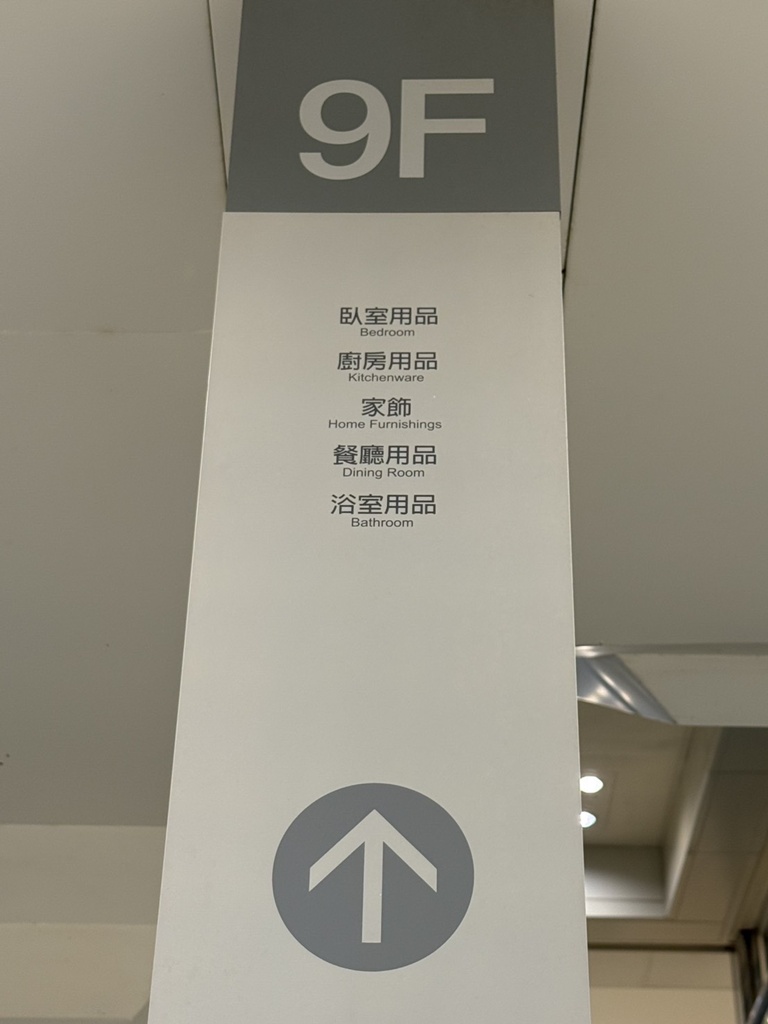 9F
臥室用品
Bedroom
廚房用品
Kitchenware
家飾
Home Furnishings
餐廳用品
Dining Room
浴室用品
Bathroom